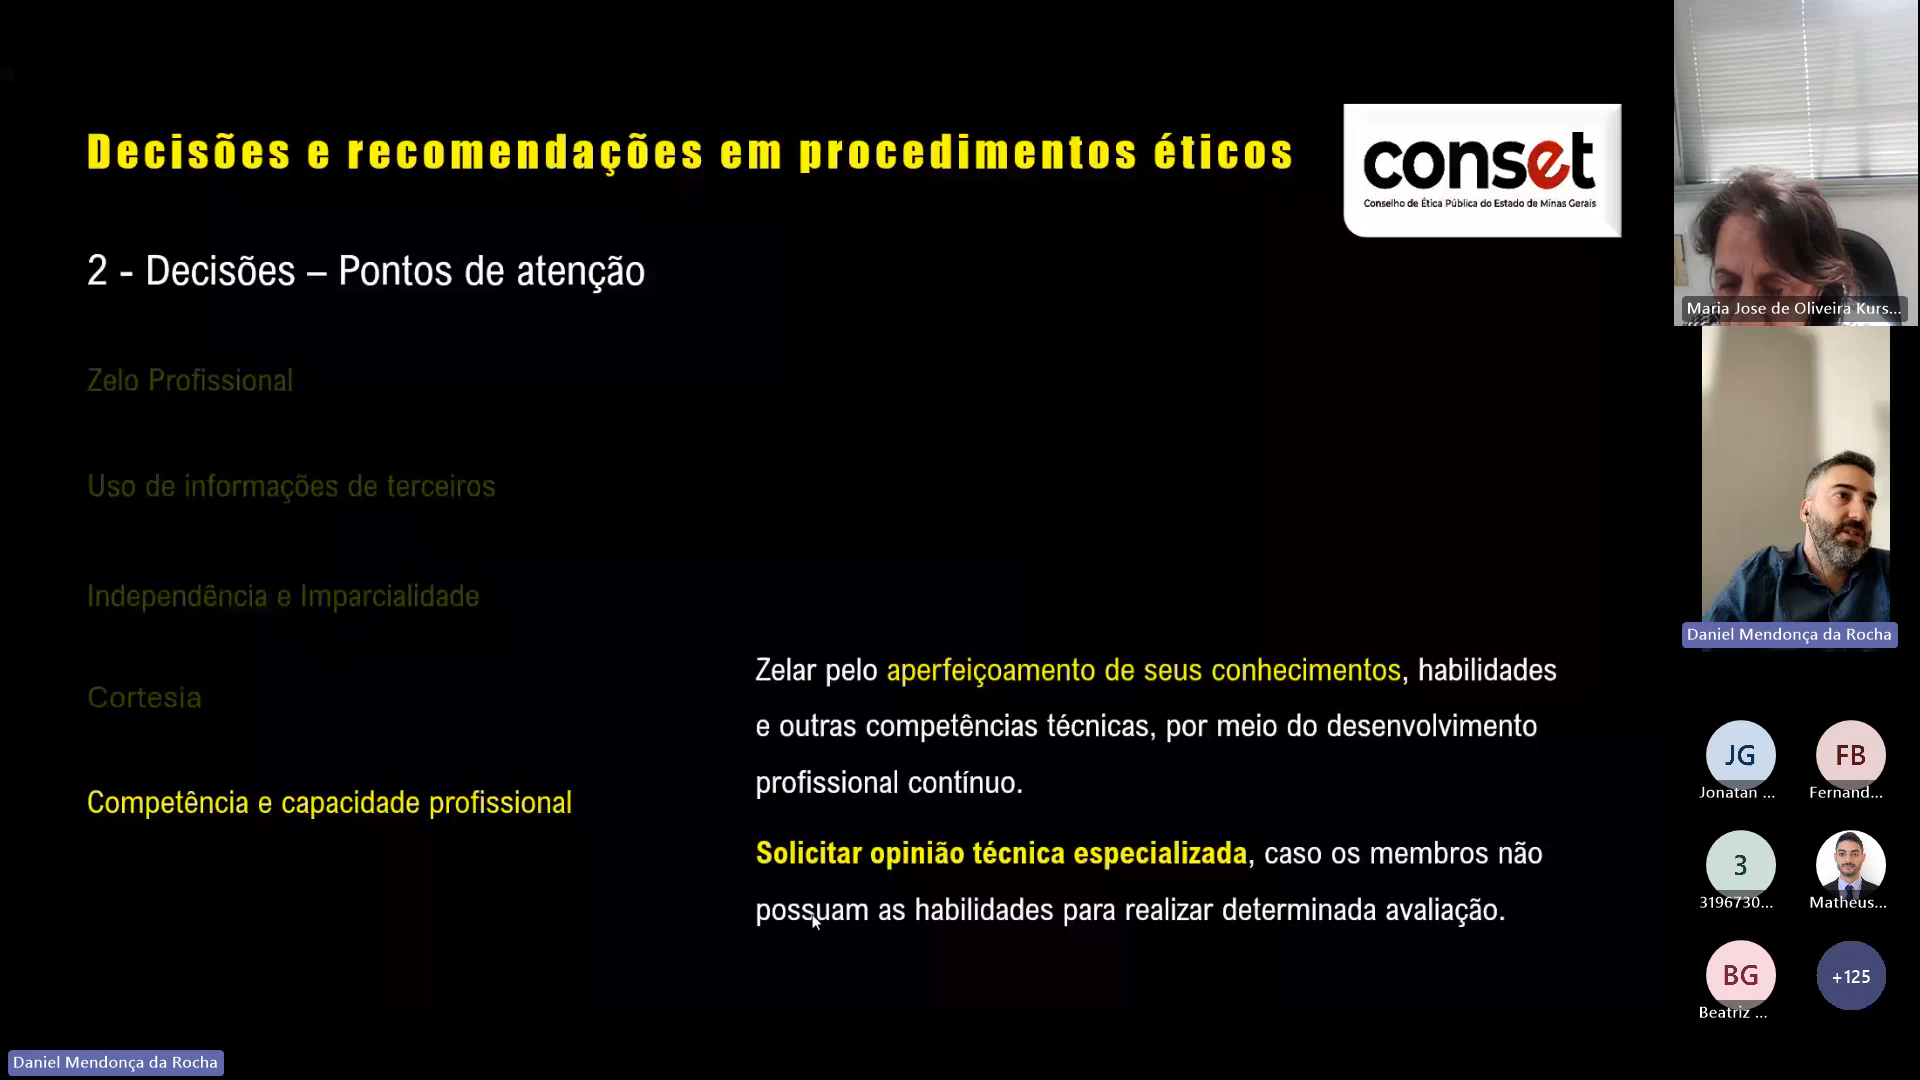 Decisões e recomendações em procedimentos éticos
conset
Conselho de Ética Pública do Estado de Minas Gerais
2 - Decisões – Pontos de atenção
Zelo Profissional
Uso de informações de terceiros
Independência e Imparcialidade
Cortesia
Competência e capacidade profissional
Zelar pelo aperfeiçoamento de seus conhecimentos, habilidades
e outras competências técnicas, por meio do desenvolvimento
profissional contínuo.
Solicitar opinião técnica especializada, caso os membros não
possuam as habilidades para realizar determinada avaliação.
Maria Jose de Oliveira Kurs...
Daniel Mendonça da Rocha
JG
Jonatan ...
FB
Fernand...
3
3196730...
Matheus...
BG
Beatriz ...
+125
Daniel Mendonça da Rocha